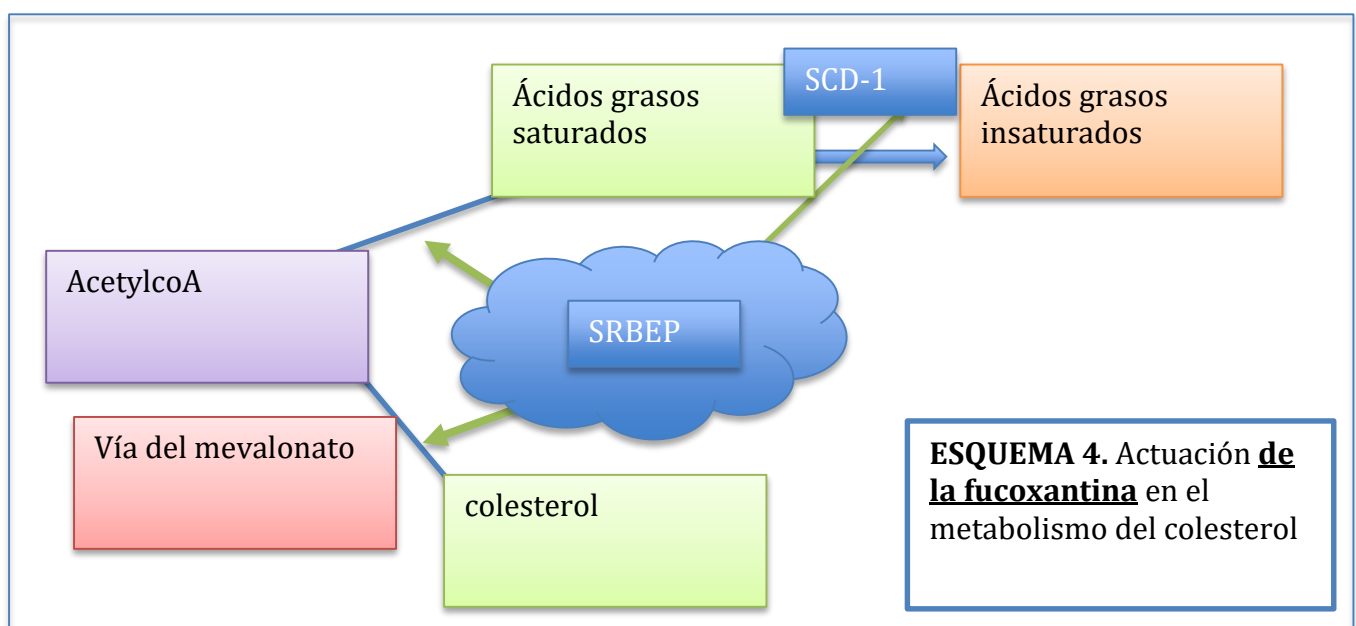 SCD-1
Ácidos grasos
saturados
Ácidos grasos
insaturados
AcetylcoA
SRBEP
Vía del mevalonato
colesterol
ESQUEMA 4. Actuación de
la fucoxantina en el
metabolismo del colesterol